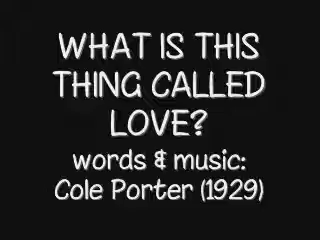 WHAT IS THIS
THING CALLED
LOVE?
words & music:
Cole Porter (1929)